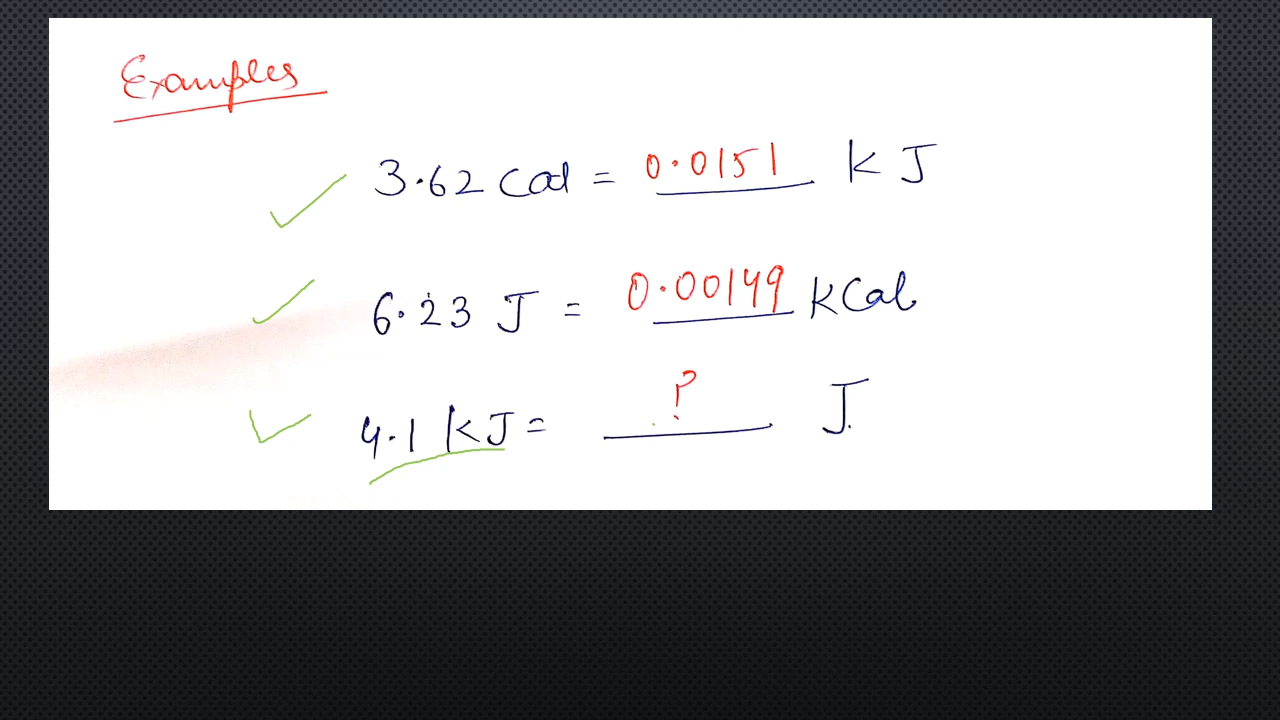 Examples
3.62 Cal = 0.0151 KJ
6.23 J = 0.00149 KCal
4.1 KJ = ? J